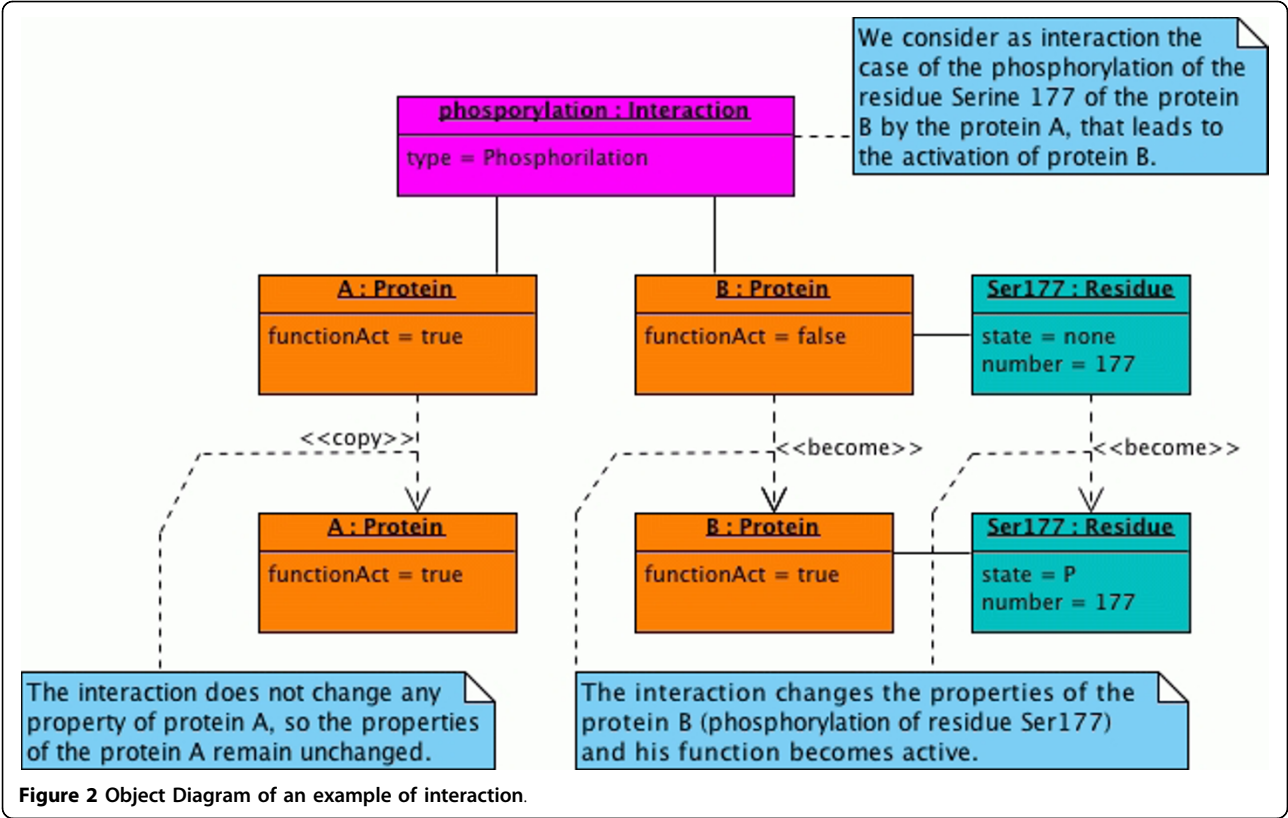 We consider as interaction the
case of the phosphorylation of the
residue Serine 177 of the protein
B by the protein A, that leads to
the activation of protein B.
phosporylation : Interaction
type = Phosphorilation
A : Protein
functionAct = true
B : Protein
functionAct = false
Ser177 : Residue
state = none
number = 177
<<copy>>
<<become>>
<<become>>
A : Protein
functionAct = true
B : Protein
functionAct = true
Ser177 : Residue
state = P
number = 177
The interaction does not change any
property of protein A, so the properties
of the protein A remain unchanged.
The interaction changes the properties of the
protein B (phosphorylation of residue Ser177)
and his function becomes active.
Figure 2 Object Diagram of an example of interaction.